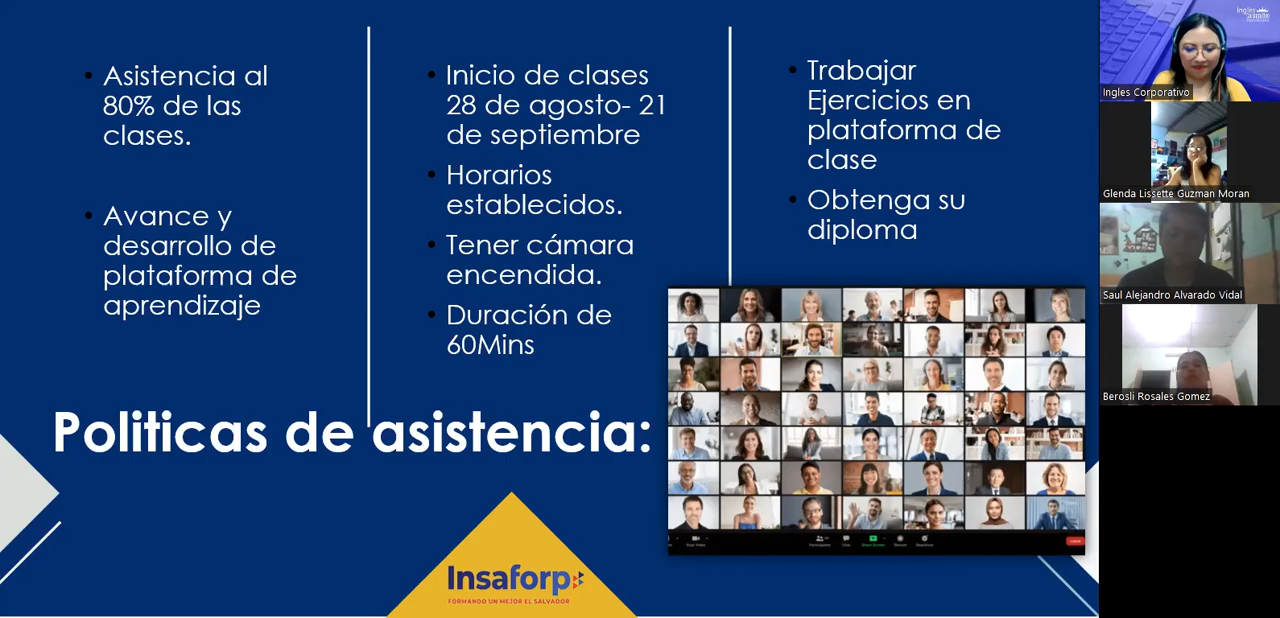 Asistencia al
80% de las
clases.
Avance y
desarrollo de
plataforma de
aprendizaje
Inicio de clases
28 de agosto- 21
de septiembre
Horarios
establecidos.
Tener cámara
encendida.
Duración de
60Mins
Trabajar
Ejercicios en
plataforma de
clase
Obtenga su
diploma
Politicas de asistencia:
Insaforp
FORMANDO UN MEJOR EL SALVADOR
Ingles Corporativo
Glenda Lissette Guzman Moran
Saul Alejandro Alvarado Vidal
Berosli Rosales Gomez